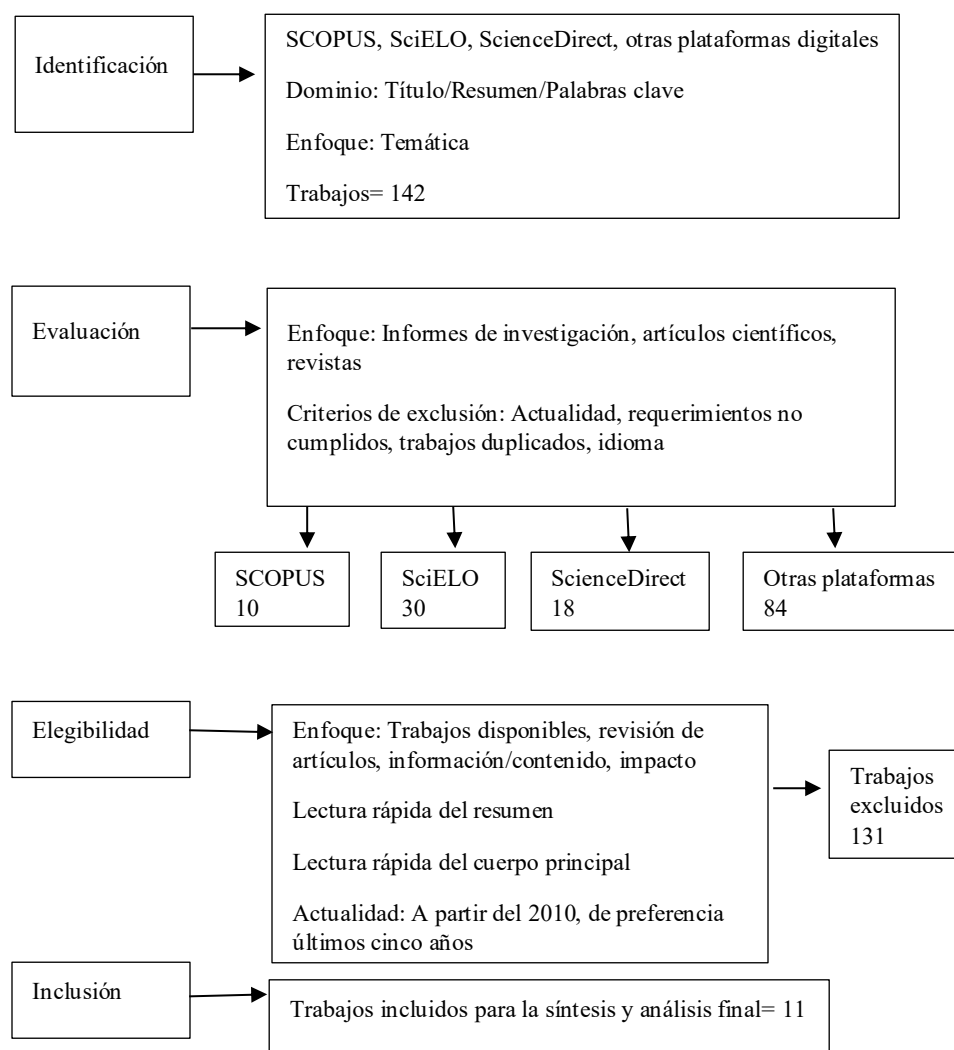 Identificación
SCOPUS, SciELO, ScienceDirect, otras plataformas digitales
Dominio: Título/Resumen/Palabras clave
Enfoque: Temática
Trabajos= 142
Evaluación
Enfoque: Informes de investigación, artículos científicos,
revistas
Criterios de exclusión: Actualidad, requerimientos no
cumplidos, trabajos duplicados, idioma
SCOPUS
10
SciELO
30
ScienceDirect
18
Otras plataformas
84
Elegibilidad
Enfoque: Trabajos disponibles, revisión de
artículos, información/contenido, impacto
Lectura rápida del resumen
Lectura rápida del cuerpo principal
Actualidad: A partir del 2010, de preferencia
últimos cinco años
Trabajos
excluidos
131
Inclusión
Trabajos incluidos para la síntesis y análisis final= 11